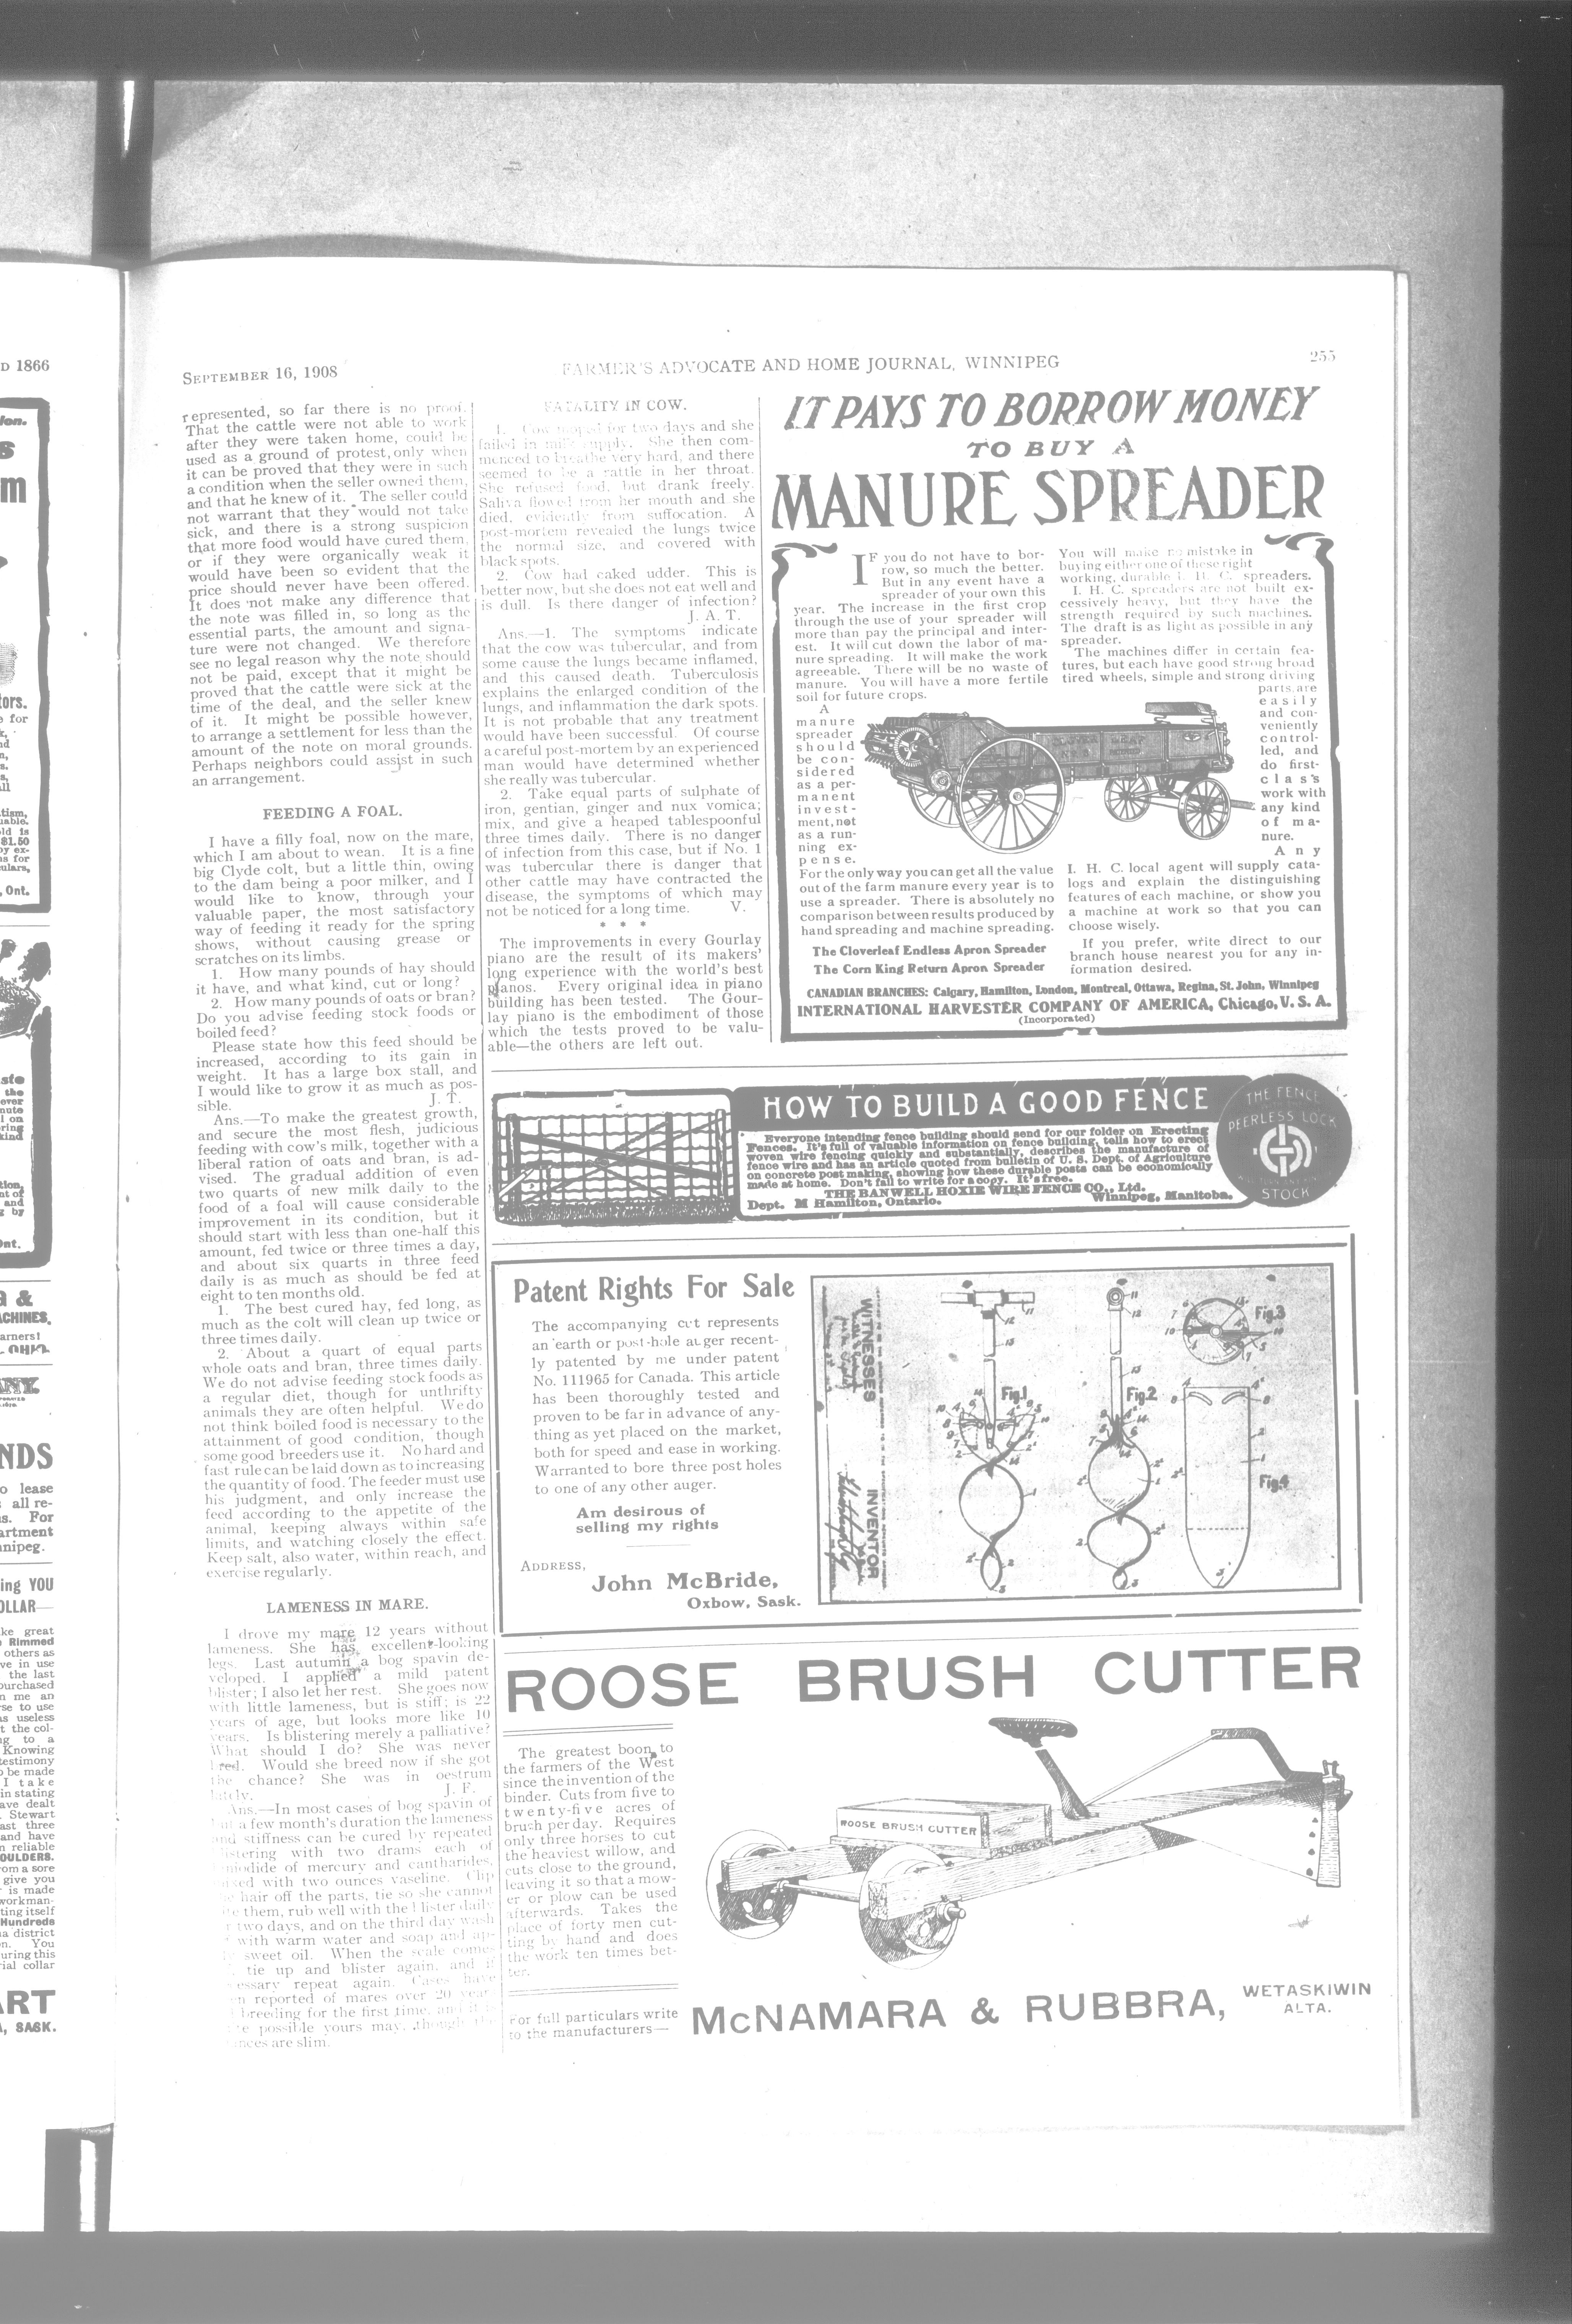 D 1866
SEPTEMBER 16, 1908
FARMER'S ADVOCATE AND HOME JOURNAL, WINNIPEG
255
represented, so far there is no proof.
That the cattle were not able to work
after they were taken home, could be
used as a ground of protest, only when
it can be proved that they were in such
a condition when the seller owned them,
and that he knew of it. The seller could
not warrant that they would not take
sick, and there is a strong suspicion
that more food would have cured them,
or if they were organically weak it
would have been so evident that the
price should never have been offered.
It does not make any difference that
the note was filled in, so long as the
essential parts, the amount and signa-
ture were not changed. We therefore
see no legal reason why the note should
not be paid, except that it might be
proved that the cattle were sick at the
time of the deal, and the seller knew
of it. It might be possible however,
to arrange a settlement for less than the
amount of the note on moral grounds.
Perhaps neighbors could assist in such
an arrangement.
FEEDING A FOAL.
I have a filly foal, now on the mare,
which I am about to wean. It is a fine
big Clyde colt, but a little thin, owing
to the dam being a poor milker, and I
would like to know, through your
valuable paper, the most satisfactory
way of feeding it ready for the spring
shows, without causing grease or
scratches on its limbs.
1. How many pounds of hay should
it have, and what kind, cut or long?
2. How many pounds of oats or bran?
Do you advise feeding stock foods or
boiled feed?
Please state how this feed should be
increased, according to its gain in
weight. It has a large box stall, and
I would like to grow it as much as pos-
sible. J. T.
Ans.—To make the greatest growth,
and secure the most flesh, judicious
feeding with cow's milk, together with a
liberal ration of oats and bran, is ad-
vised. The gradual addition of even
two quarts of new milk daily to the
food of a foal will cause considerable
improvement in its condition, but it
should start with less than one-half this
amount, fed twice or three times a day,
and about six quarts in three feed
daily is as much as should be fed at
eight to ten months old.
1. The best cured hay, fed long, as
much as the colt will clean up twice or
three times daily.
2. About a quart of equal parts
whole oats and bran, three times daily.
We do not advise feeding stock foods as
a regular diet, though for unthrifty
animals they are often helpful. We do
not think boiled food is necessary to the
attainment of good condition, though
some good breeders use it. No hard and
fast rule can be laid down as to increasing
the quantity of food. The feeder must use
his judgment, and only increase the
feed according to the appetite of the
animal, keeping always within safe
limits, and watching closely the effect.
Keep salt, also water, within reach, and
exercise regularly.
LAMENESS IN MARE.
I drove my mare 12 years without
lameness. She has excellent-looking
legs. Last autumn a bog spavin de-
veloped. I applied a mild patent
blister; I also let her rest. She goes now
with little lameness, but is stiff; is 22
years of age, but looks more like 10
years. Is blistering merely a palliative?
What should I do? She was never
bred. Would she breed now if she got
the chance? She was in oestrum
lately. J. F.
Ans.—In most cases of bog spavin of
but a few month's duration the lameness
and stiffness can be cured by repeated
blistering with two drams each of
biniodide of mercury and cantharides,
mixed with two ounces vaseline. Clip
hair off the parts, tie so she cannot
them, rub well with the blister daily
two days, and on the third day wash
with warm water and soap and ap-
sweet oil. When the scale comes
tie up and blister again, and if
necessary repeat again. Cases have
been reported of mares over 20 years
breeding for the first time, and it is
possible yours may, though the
chances are slim.
FATALITY IN COW.
1. Cow moped for two days and she
failed in milk supply. She then com-
menced to breathe very hard, and there
seemed to be a rattle in her throat.
She refused food, but drank freely.
Saliva flowed from her mouth and she
died, evidently from suffocation. A
post-mortem revealed the lungs twice
the normal size, and covered with
black spots.
2. Cow had caked udder. This is
better now, but she does not eat well and
is dull. Is there danger of infection?
J. A. T.
Ans.—1. The symptoms indicate
that the cow was tubercular, and from
some cause the lungs became inflamed,
and this caused death. Tuberculosis
explains the enlarged condition of the
lungs, and inflammation the dark spots.
It is not probable that any treatment
would have been successful. Of course
a careful post-mortem by an experienced
man would have determined whether
she really was tubercular.
2. Take equal parts of sulphate of
iron, gentian, ginger and nux vomica;
mix, and give a heaped tablespoonful
three times daily. There is no danger
of infection from this case, but if No. 1
was tubercular there is danger that
other cattle may have contracted the
disease, the symptoms of which may
not be noticed for a long time. V.
* * *
The improvements in every Gourlay
piano are the result of its makers'
long experience with the world's best
pianos. Every original idea in piano
building has been tested. The Gour-
lay piano is the embodiment of those
which the tests proved to be valu-
able—the others are left out.
IT PAYS TO BORROW MONEY
TO BUY A
MANURE SPREADER
IF you do not have to bor-
row, so much the better.
But in any event have a
spreader of your own this
year. The increase in the first crop
through the use of your spreader will
more than pay the principal and inter-
est. It will cut down the labor of ma-
nure spreading. It will make the work
agreeable. There will be no waste of
manure. You will have a more fertile
soil for future crops.
A
manure
spreader
should
be con-
sidered
as a per-
manent
invest-
ment, not
as a run-
ning ex-
pense.
For the only way you can get all the value
out of the farm manure every year is to
use a spreader. There is absolutely no
comparison between results produced by
hand spreading and machine spreading.
The Cloverleaf Endless Apron Spreader
The Corn King Return Apron Spreader
You will make no mistake in
buying either one of these right
working, durable I. H. C. spreaders.
I. H. C. spreaders are not built ex-
cessively heavy, but they have the
strength required by such machines.
The draft is as light as possible in any
spreader.
The machines differ in certain fea-
tures, but each have good strong broad
tired wheels, simple and strong driving
parts are
easily
and con-
veniently
control-
led, and
do first-
class
work with
any kind
of ma-
nure.
Any
I. H. C. local agent will supply cata-
logs and explain the distinguishing
features of each machine, or show you
a machine at work so that you can
choose wisely.
If you prefer, write direct to our
branch house nearest you for any in-
formation desired.
CLOVER LEAF
CANADIAN BRANCHES: Calgary, Hamilton, London, Montreal, Ottawa, Regina, St. John, Winnipeg
INTERNATIONAL HARVESTER COMPANY OF AMERICA, Chicago, U. S. A.
(Incorporated)
HOW TO BUILD A GOOD FENCE
Everyone intending fence building should send for our folder on Erecting
Fences. It's full of valuable information on fence building, tells how to erect
woven wire fencing quickly and substantially, describes the manufacture of
fence wire and has an article quoted from bulletin of U. S. Dept. of Agriculture
on concrete post making, showing how these durable posts can be economically
made at home. Don't fail to write for a copy. It's free.
THE BANWELL HOXIE WIRE FENCE CO., Ltd.
Dept. M Hamilton, Ontario. Winnipeg, Manitoba.
THE FENCE
PEERLESS LOCK
STOCK
Patent Rights For Sale
The accompanying cut represents
an earth or post-hole auger recent-
ly patented by me under patent
No. 111965 for Canada. This article
has been thoroughly tested and
proven to be far in advance of any-
thing as yet placed on the market,
both for speed and ease in working.
Warranted to bore three post holes
to one of any other auger.
Am desirous of
selling my rights
ADDRESS,
John McBride,
Oxbow, Sask.
WITNESSES
INVENTOR
Fig.1
Fig.2
Fig.3
Fig.4
ROOSE BRUSH CUTTER
The greatest boon to
the farmers of the West
since the invention of the
binder. Cuts from five to
twenty-five acres of
brush per day. Requires
only three horses to cut
the heaviest willow, and
cuts close to the ground,
leaving it so that a mow-
er or plow can be used
afterwards. Takes the
place of forty men cut-
ting by hand and does
the work ten times bet-
ter.
ROOSE BRUSH CUTTER
For full particulars write
to the manufacturers—
McNAMARA & RUBBRA,
WETASKIWIN
ALTA.